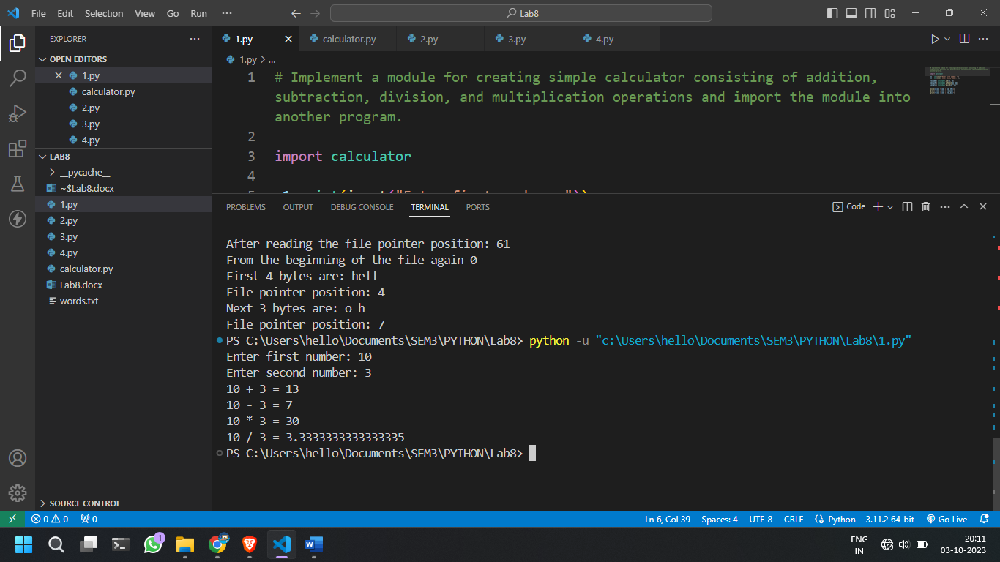 File Edit Selection View Go Run ···
Lab8
EXPLORER ···
OPEN EDITORS
1.py
calculator.py
2.py
3.py
4.py
LAB8
__pycache__
~$Lab8.docx
1.py
2.py
3.py
4.py
calculator.py
Lab8.docx
words.txt
SOURCE CONTROL
1.py calculator.py 2.py 3.py 4.py
1.py > ...
1 # Implement a module for creating simple calculator consisting of addition,
subtraction, division, and multiplication operations and import the module into
another program.
2
3 import calculator
4
PROBLEMS OUTPUT DEBUG CONSOLE TERMINAL PORTS
Code
After reading the file pointer position: 61
From the beginning of the file again 0
First 4 bytes are: hell
File pointer position: 4
Next 3 bytes are: o h
File pointer position: 7
PS C:\Users\hello\Documents\SEM3\PYTHON\Lab8> python -u "c:\Users\hello\Documents\SEM3\PYTHON\Lab8\1.py"
Enter first number: 10
Enter second number: 3
10 + 3 = 13
10 - 3 = 7
10 * 3 = 30
10 / 3 = 3.3333333333333335
PS C:\Users\hello\Documents\SEM3\PYTHON\Lab8>
0 0 0 Ln 6, Col 39 Spaces: 4 UTF-8 CRLF Python 3.11.2 64-bit Go Live
1
ENG
IN
20:11
03-10-2023